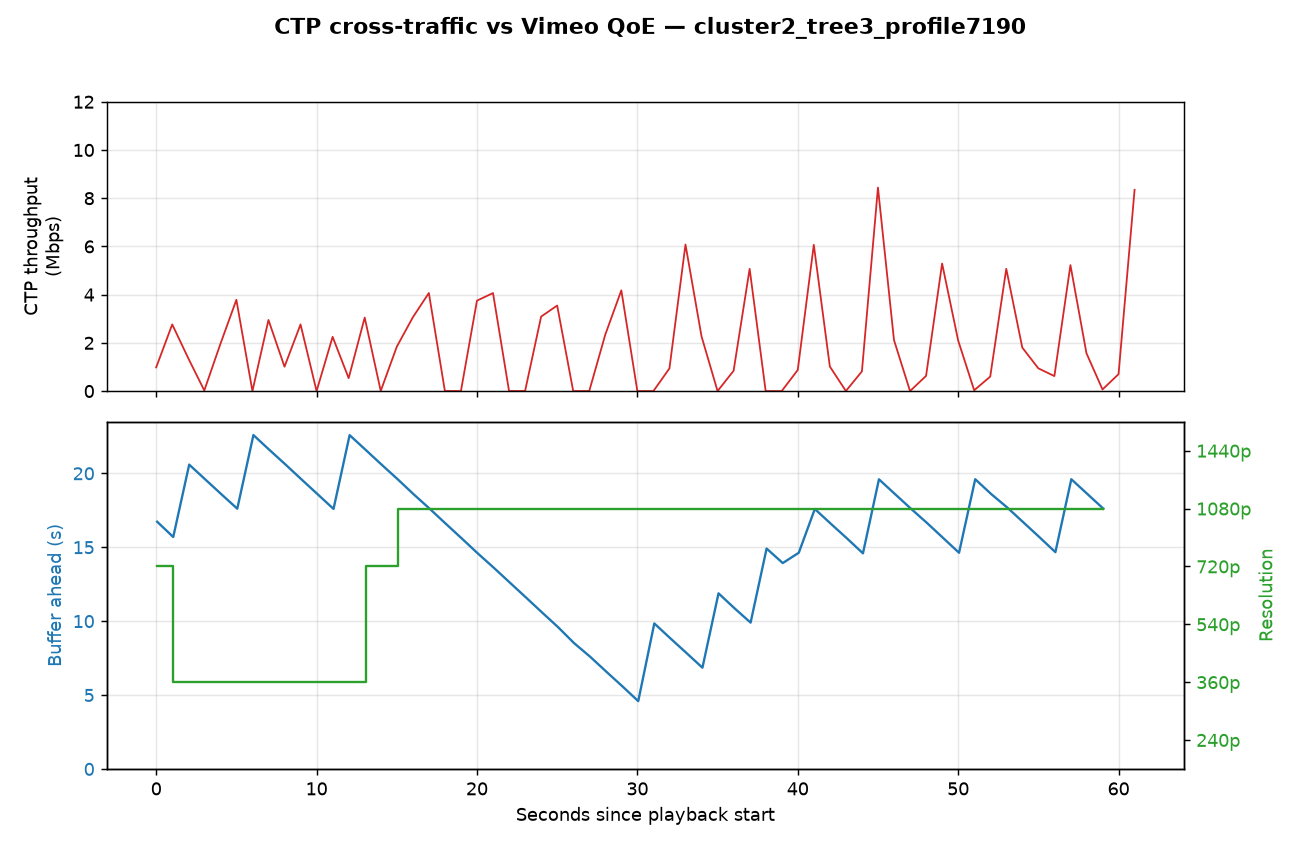 CTP cross-traffic vs Vimeo QoE — cluster2_tree3_profile7190
CTP throughput
(Mbps)
12
10
8
6
4
2
0
Buffer ahead (s)
20
15
10
5
0
1440p
1080p
720p
540p
360p
240p
Resolution
0 10 20 30 40 50 60
Seconds since playback start